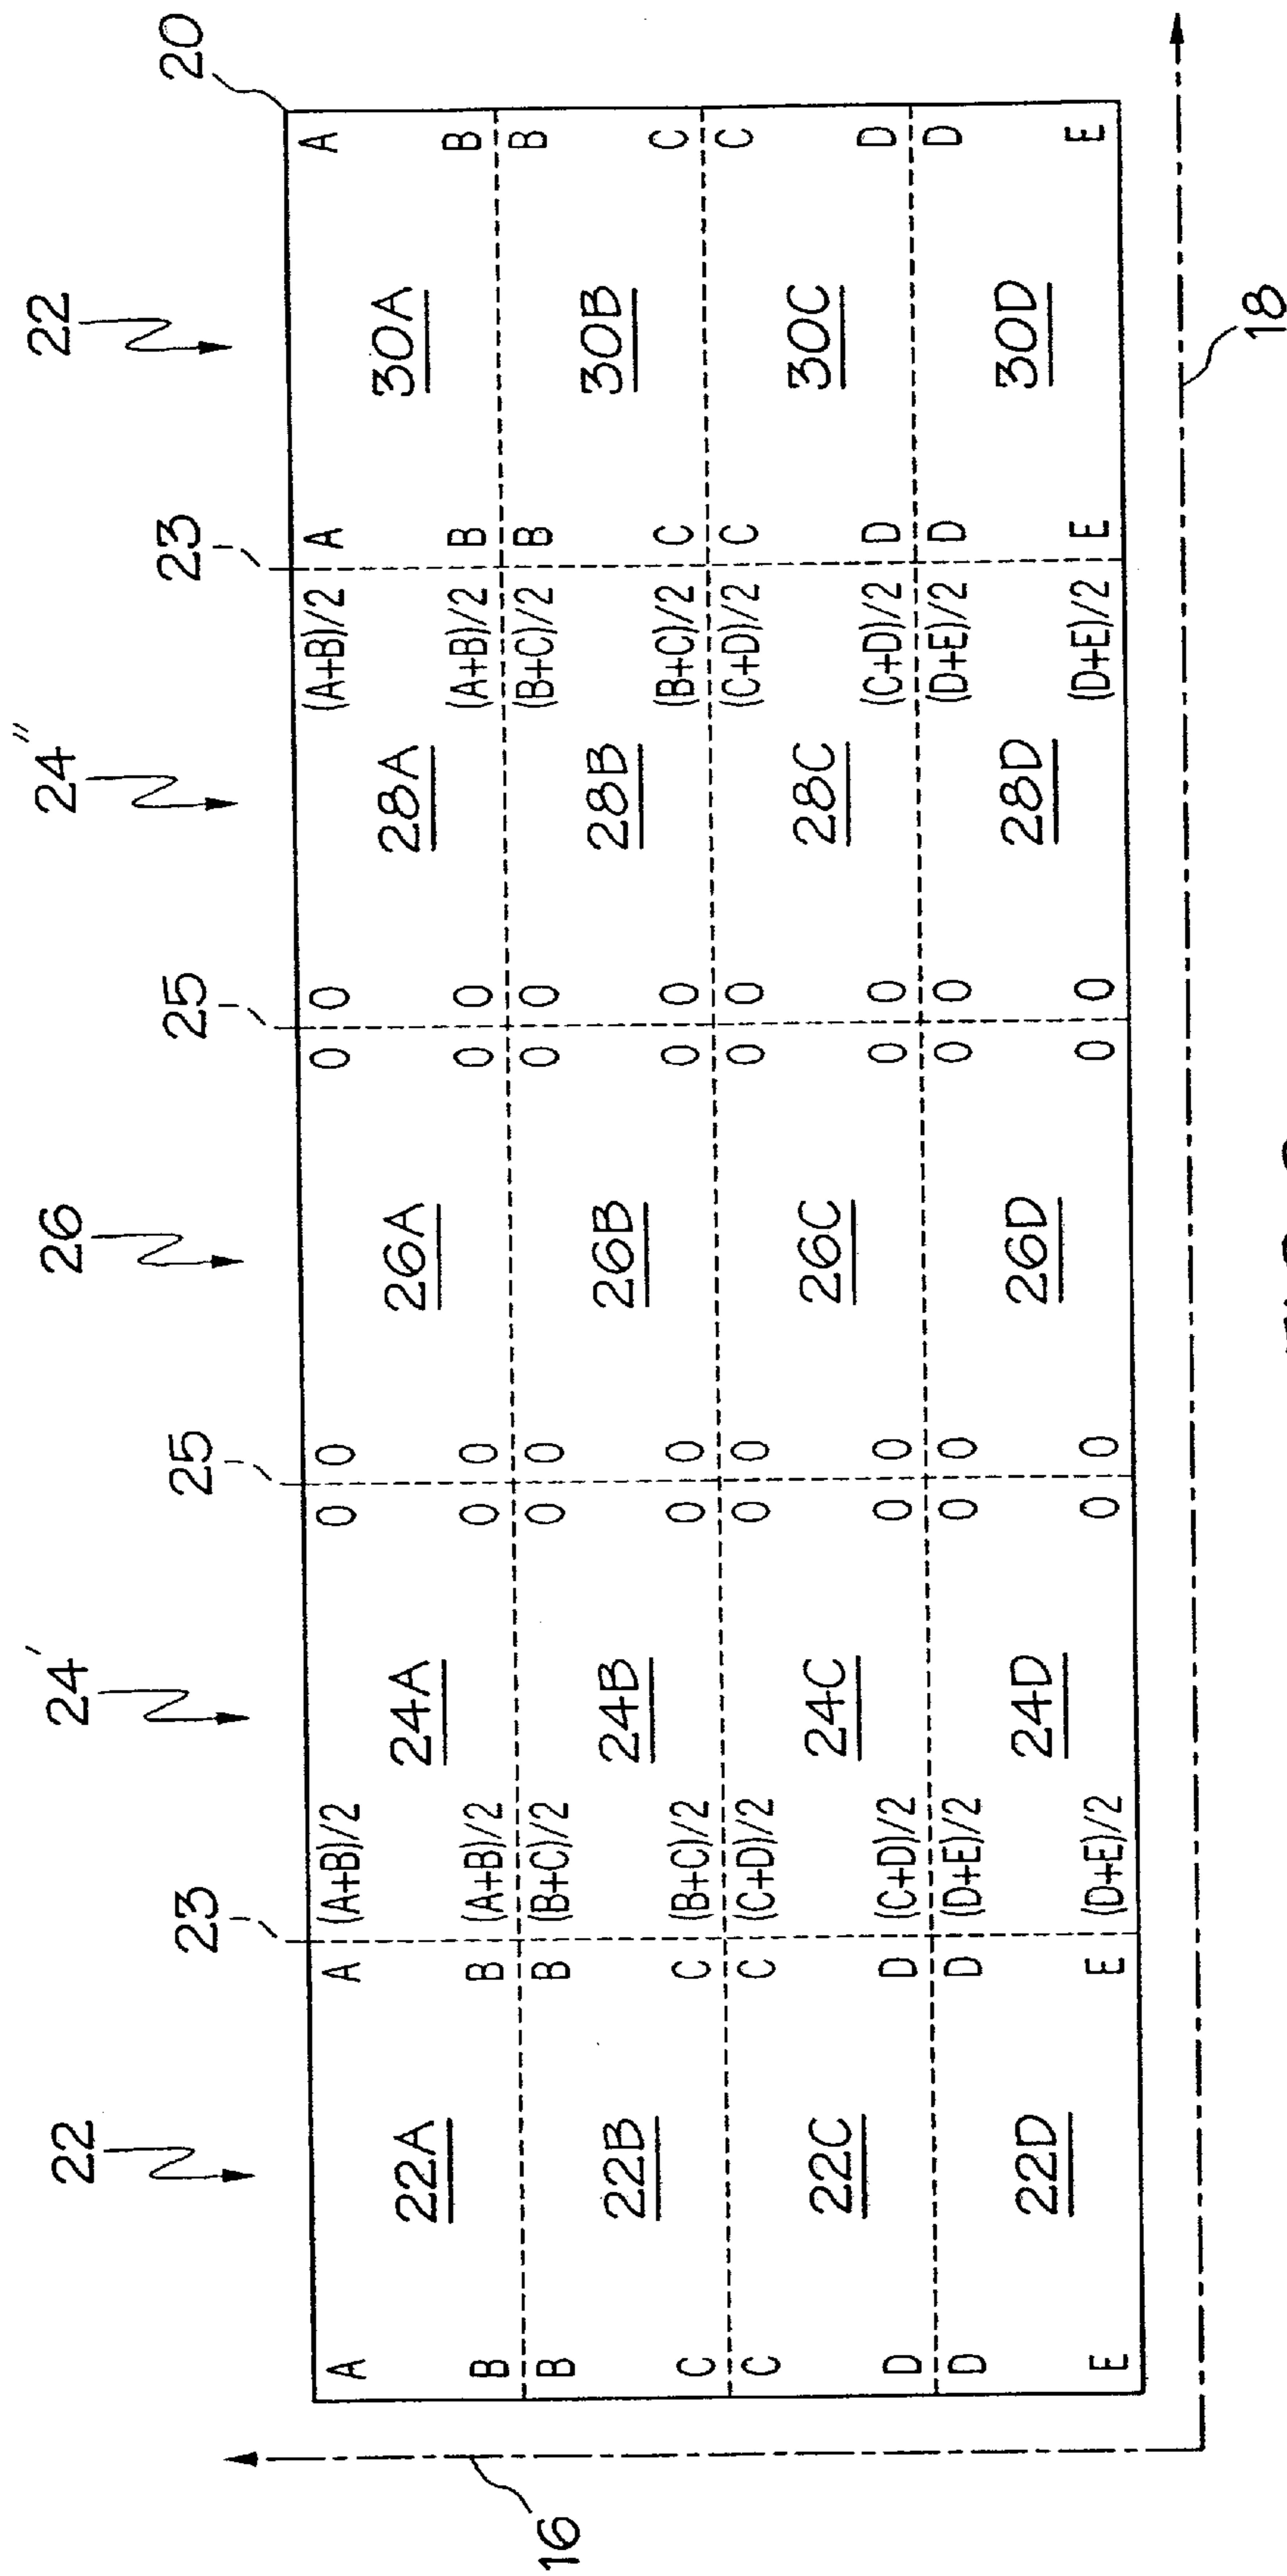 22 24' 26 24'' 22
23 25 25 23 20
A A (A+B)/2 0 0 0 0 (A+B)/2 A A
22A 24A 26A 28A 30A
B B (A+B)/2 0 0 0 0 (A+B)/2 B B
B B (B+C)/2 0 0 0 0 (B+C)/2 B B
16
22B 24B 26B 28B 30B
C C (B+C)/2 0 0 0 0 (B+C)/2 C C
C C (C+D)/2 0 0 0 0 (C+D)/2 C C
22C 24C 26C 28C 30C
D D (C+D)/2 0 0 0 0 (C+D)/2 D D
D D (D+E)/2 0 0 0 0 (D+E)/2 D D
22D 24D 26D 28D 30D
E E (D+E)/2 0 0 0 0 (D+E)/2 E E
18